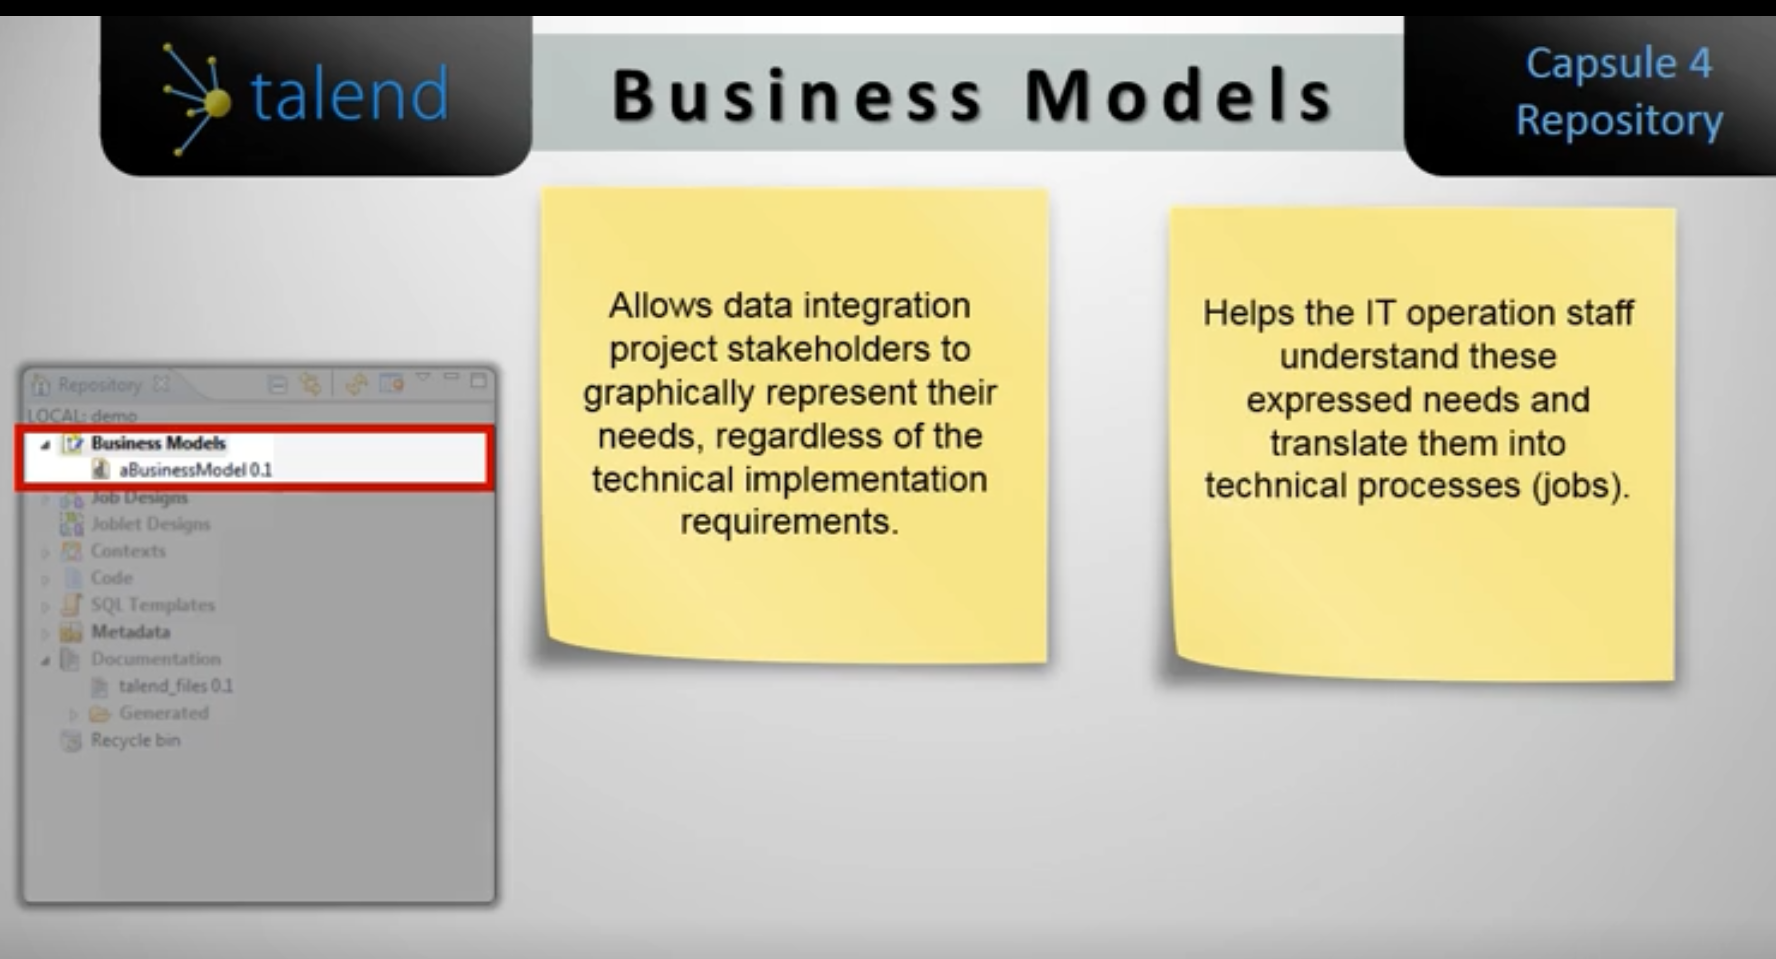 talend
Business Models
Capsule 4
Repository
Allows data integration
project stakeholders to
graphically represent their
needs, regardless of the
technical implementation
requirements.
Helps the IT operation staff
understand these
expressed needs and
translate them into
technical processes (jobs).
Repository
LOCAL: demo
Business Models
aBusinessModel 0.1
Job Designs
Joblet Designs
Contexts
Code
SQL Templates
Metadata
Documentation
talend_files 0.1
Generated
Recycle bin